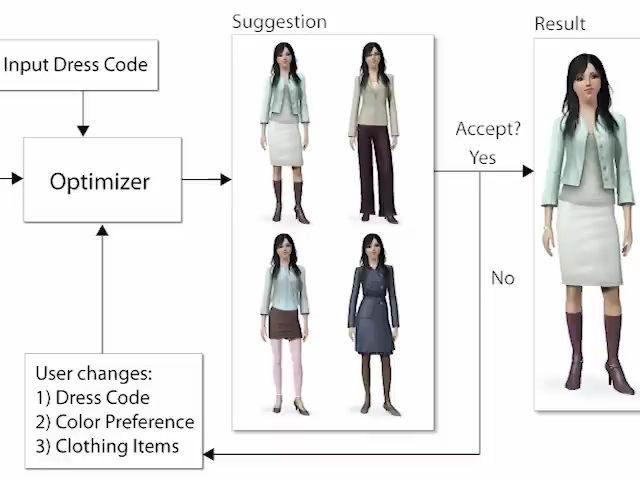 Suggestion
Result
Input Dress Code
Accept?
Yes
Optimizer
No
User changes:
1) Dress Code
2) Color Preference
3) Clothing Items